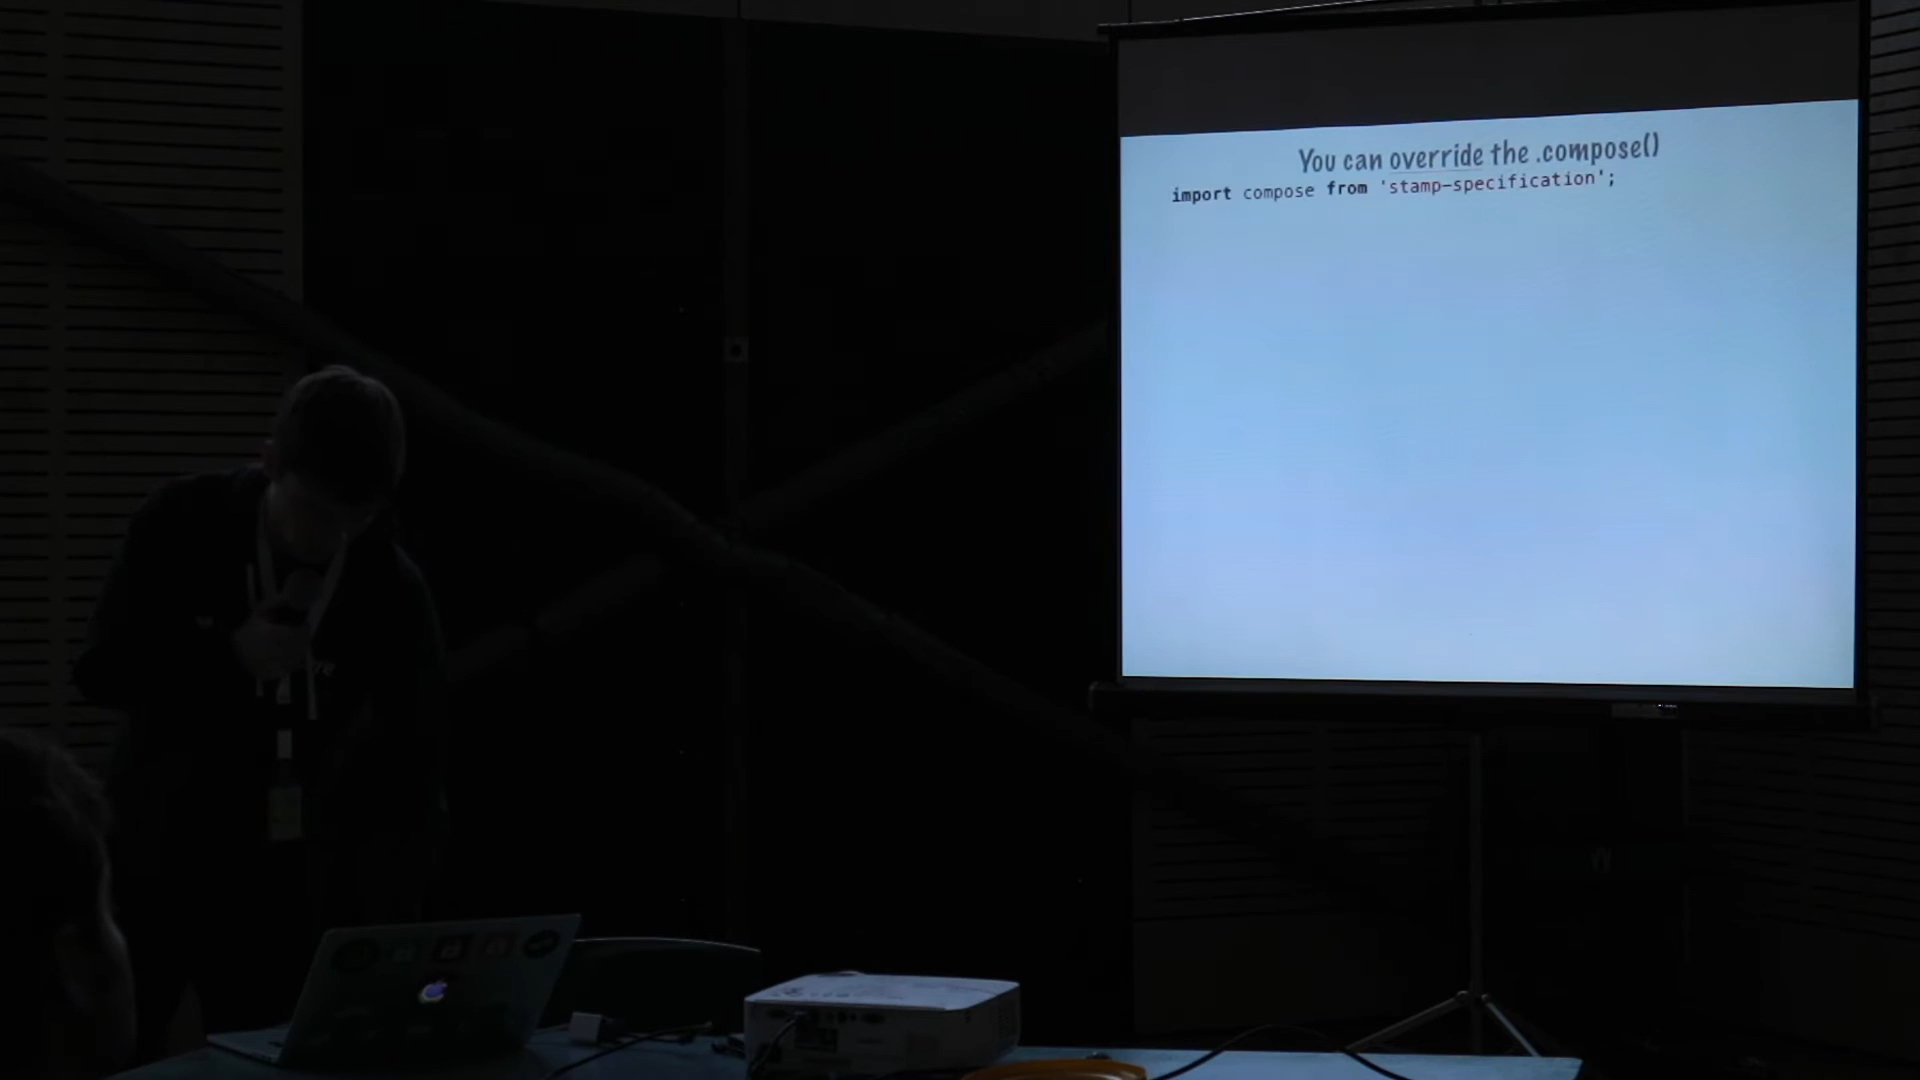 You can override the .compose()
import compose from 'stamp-specification';